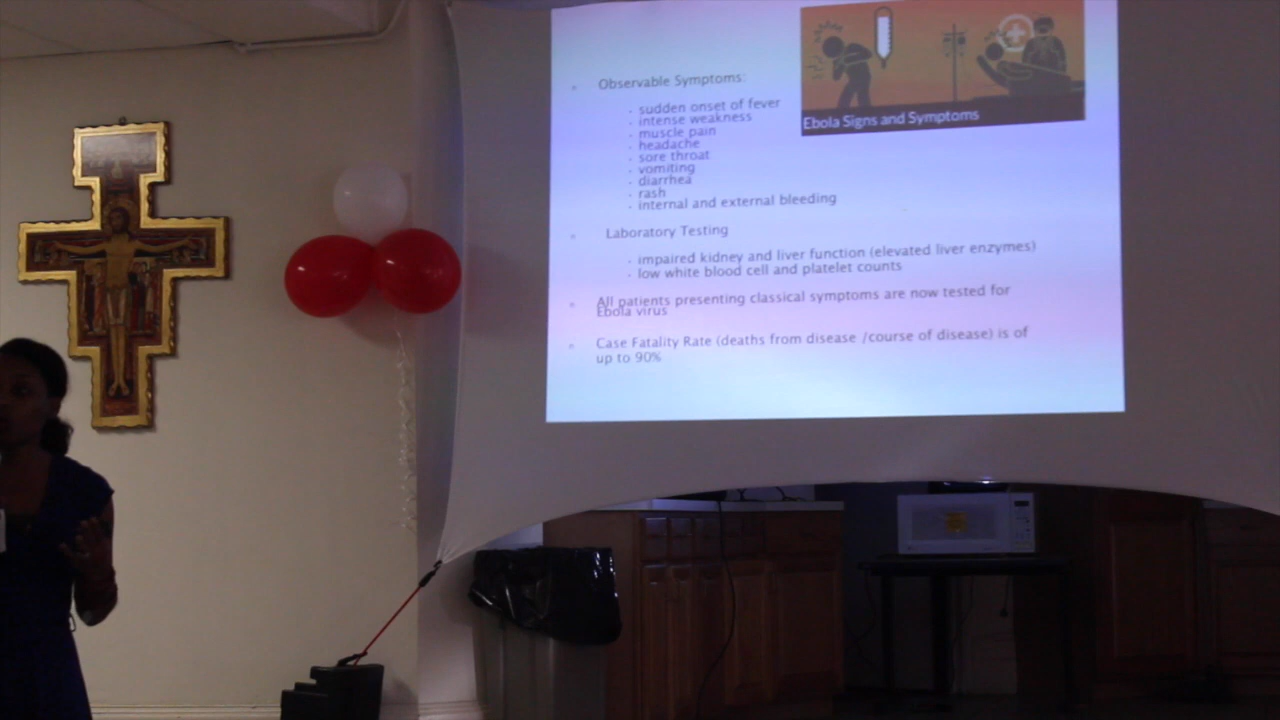 Observable Symptoms:
sudden onset of fever
intense weakness
muscle pain
headache
sore throat
vomiting
diarrhea
rash
internal and external bleeding
Ebola Signs and Symptoms
Laboratory Testing
impaired kidney and liver function (elevated liver enzymes)
low white blood cell and platelet counts
All patients presenting classical symptoms are now tested for
Ebola virus
Case Fatality Rate (deaths from disease /course of disease) is of
up to 90%